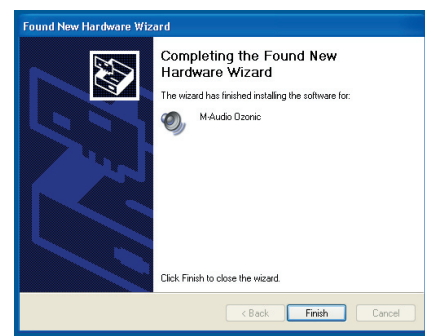 Found New Hardware Wizard
Completing the Found New
Hardware Wizard
The wizard has finished installing the software for:
M-Audio Ozonic
Click Finish to close the wizard.
< Back
Finish
Cancel